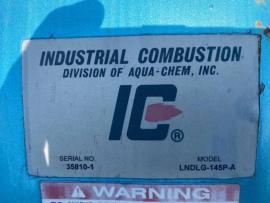 INDUSTRIAL COMBUSTION
DIVISION OF AQUA-CHEM, INC.
IC®
SERIAL NO. MODEL
35810-1 LNDLG-145P-A
WARNING